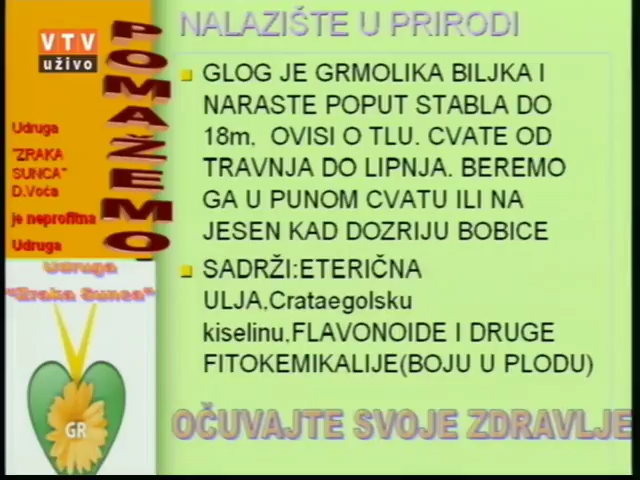 NALAZIŠTE U PRIRODI
VTV
uživo
POMAŽEMO
Udruga
"ZRAKA
SUNCA"
D.Voća
je neprofitna
Udruga
Udruga
"Zraka Sunca"
GR
GLOG JE GRMOLIKA BILJKA I
NARASTE POPUT STABLA DO
18m, OVISI O TLU. CVATE OD
TRAVNJA DO LIPNJA. BEREMO
GA U PUNOM CVATU ILI NA
JESEN KAD DOZRIJU BOBICE
SADRŽI:ETERIČNA
ULJA,Crataegolsku
kiselinu,FLAVONOIDE I DRUGE
FITOKEMIKALIJE(BOJU U PLODU)
OČUVAJTE SVOJE ZDRAVLJE